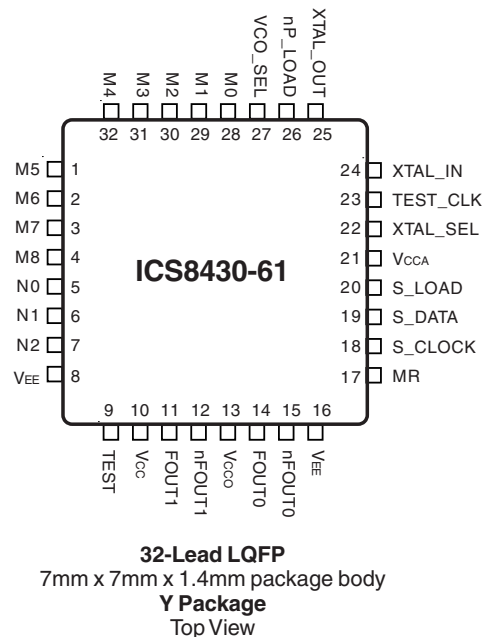 M4 M3 M2 M1 M0 VCO_SEL nP_LOAD XTAL_OUT
32 31 30 29 28 27 26 25
M5 1 24 XTAL_IN
M6 2 23 TEST_CLK
M7 3 22 XTAL_SEL
M8 4 21 VCCA
ICS8430-61
N0 5 20 S_LOAD
N1 6 19 S_DATA
N2 7 18 S_CLOCK
VEE 8 17 MR
9 10 11 12 13 14 15 16
TEST VCC FOUT1 nFOUT1 VCCO FOUT0 nFOUT0 VEE
32-Lead LQFP
7mm x 7mm x 1.4mm package body
Y Package
Top View